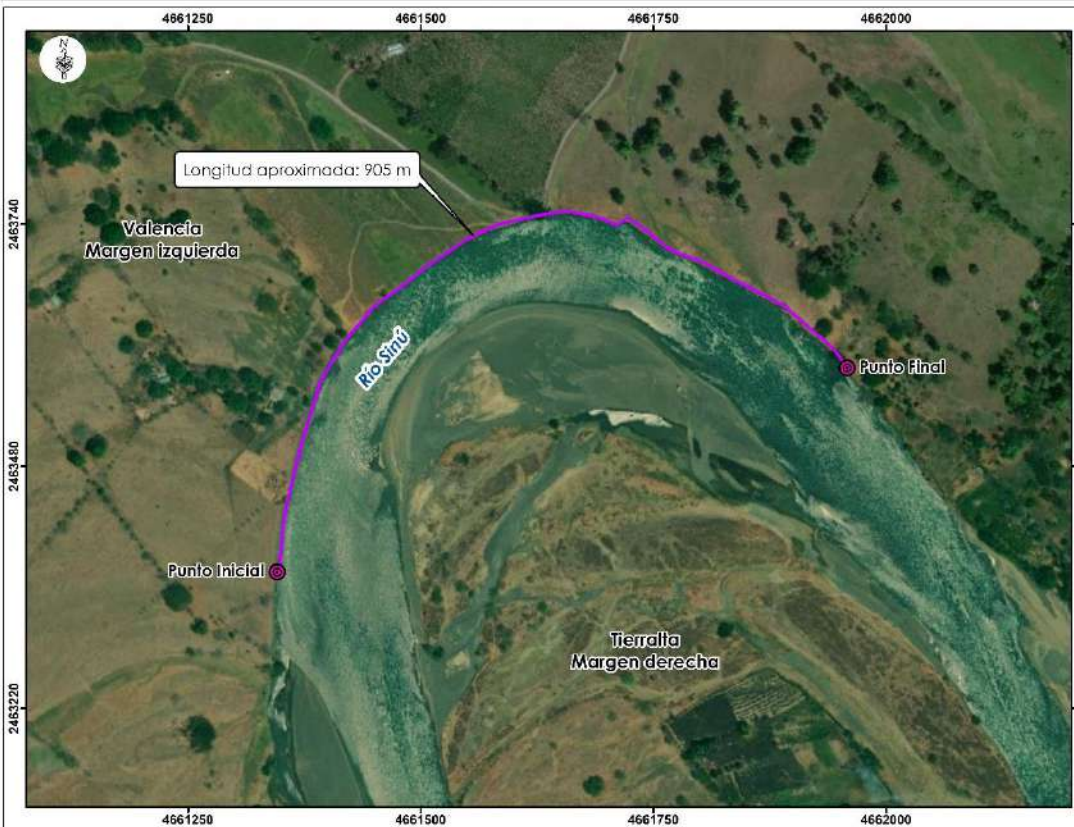 4661250 4661500 4661750 4662000
N
Longitud aproximada: 905 m
2463740
Valencia
Margen izquierda
Río Sinú
Punto Final
2463480
Punto Inicial
Tierralta
Margen derecha
2463220
4661250 4661500 4661750 4662000